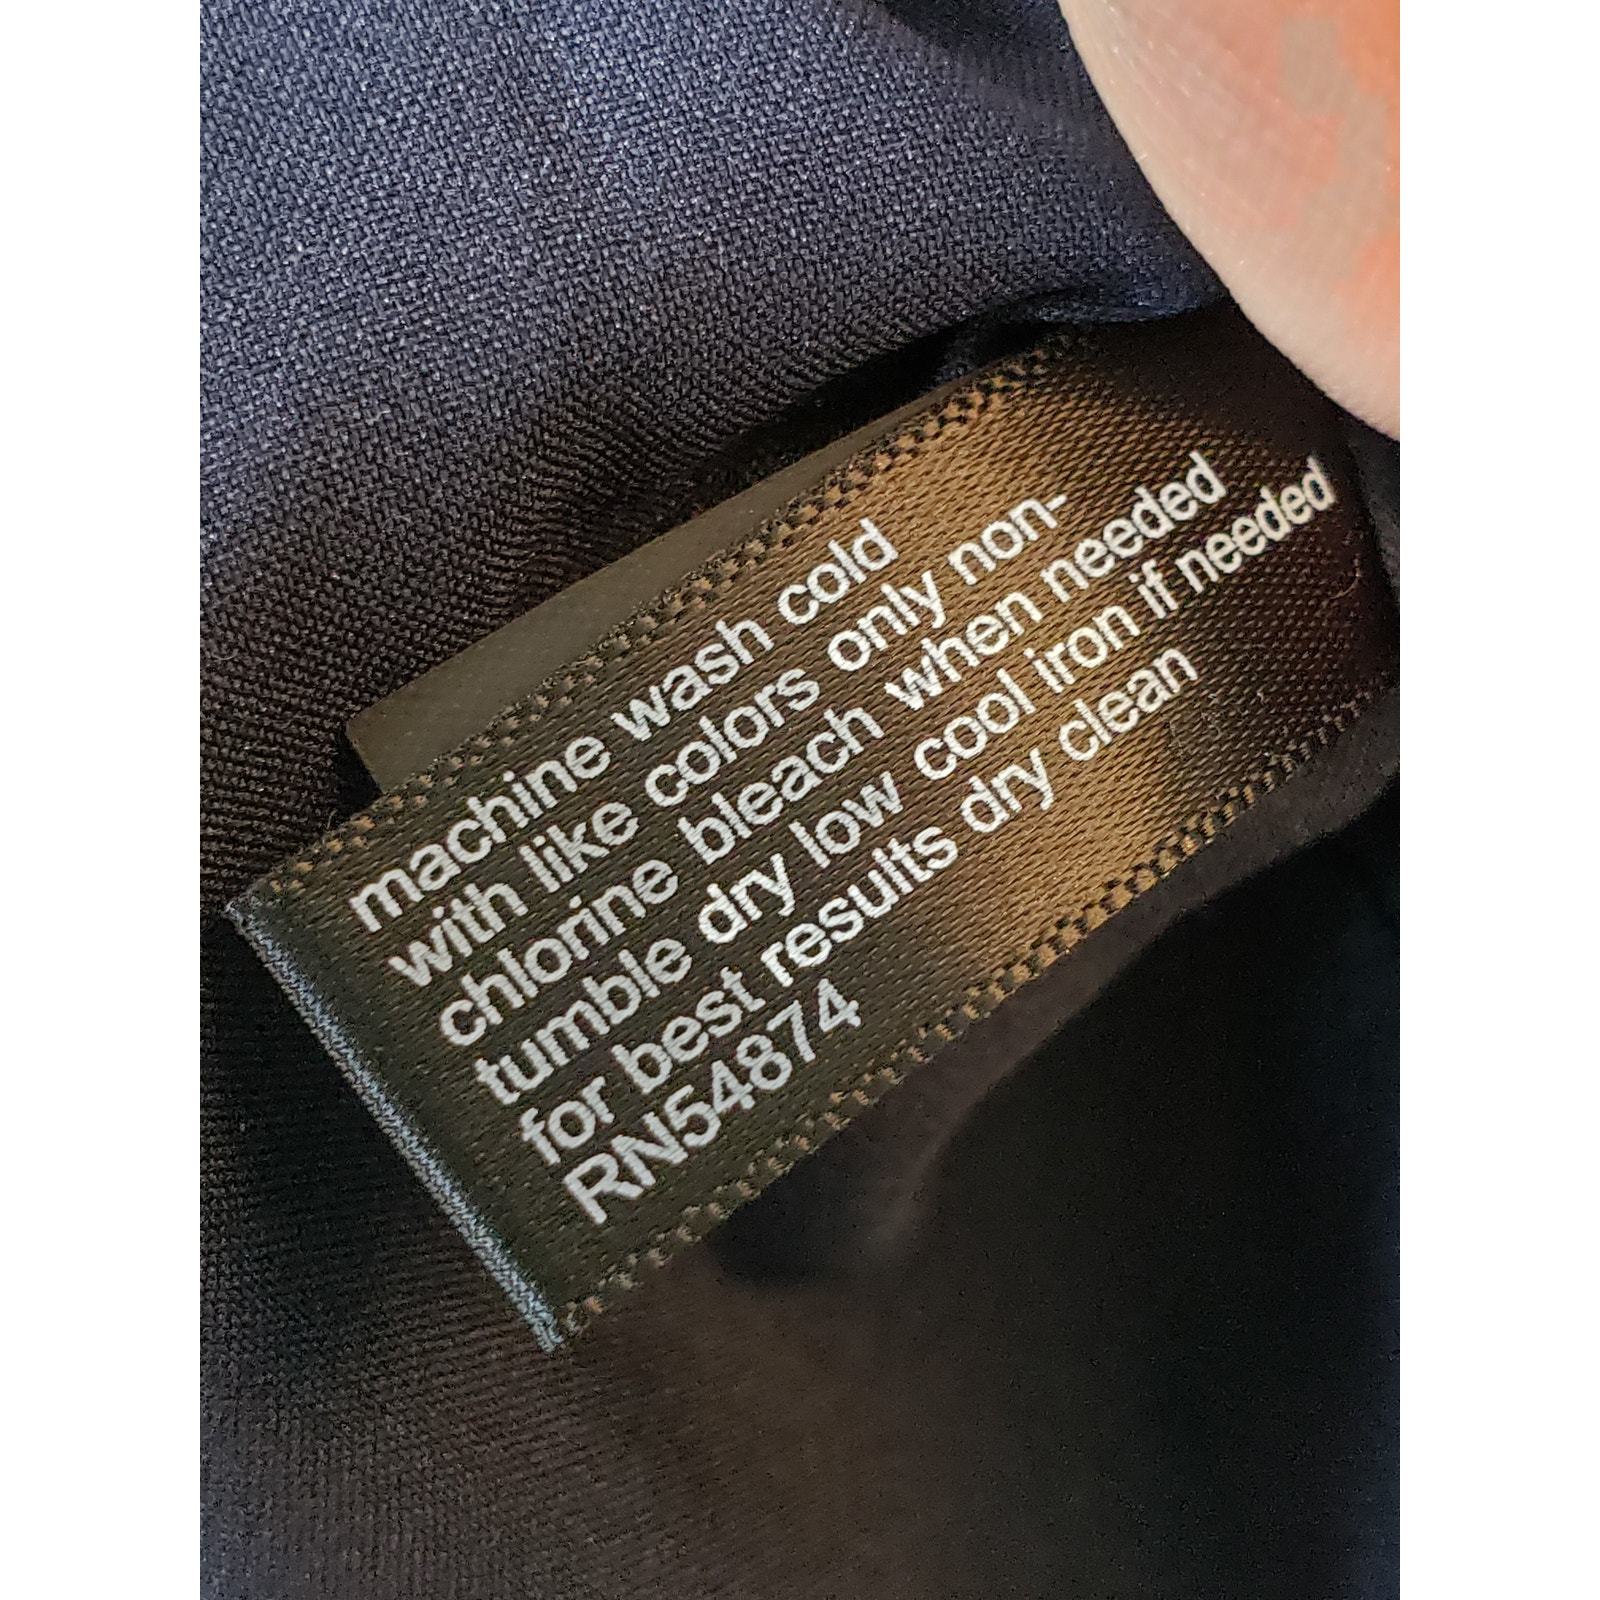 machine wash cold
with like colors only non-
chlorine bleach when needed
tumble dry low cool iron if needed
for best results dry clean
RN54874